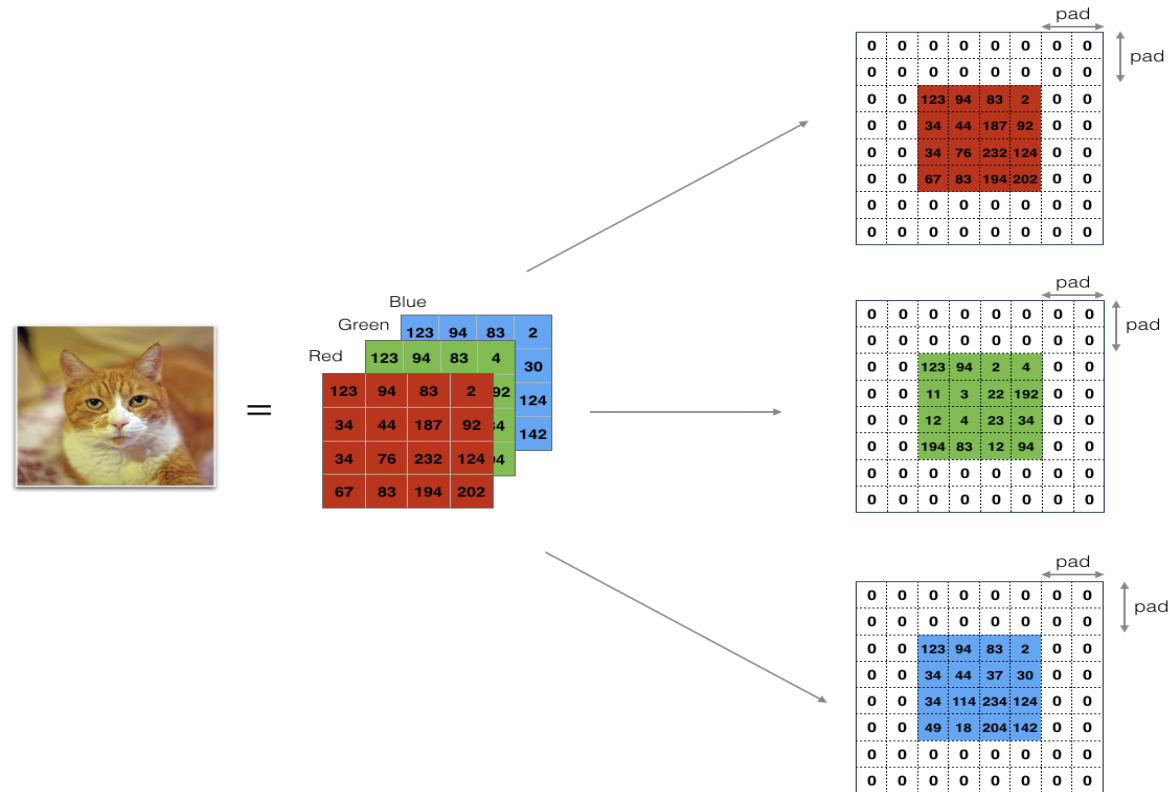 pad
0 0 0 0 0 0 0 0
pad
0 0 0 0 0 0 0 0
0 0 123 94 83 2 0 0
0 0 34 44 187 92 0 0
0 0 34 76 232 124 0 0
0 0 67 83 194 202 0 0
0 0 0 0 0 0 0 0
0 0 0 0 0 0 0 0
Blue
123 94 83 2
30
124
142
Green
123 94 83 4
92
34
94
Red
123 94 83 2
34 44 187 92
34 76 232 124
67 83 194 202
=
pad
0 0 0 0 0 0 0 0
pad
0 0 0 0 0 0 0 0
0 0 123 94 2 4 0 0
0 0 11 3 22 192 0 0
0 0 12 4 23 34 0 0
0 0 194 83 12 94 0 0
0 0 0 0 0 0 0 0
0 0 0 0 0 0 0 0
pad
0 0 0 0 0 0 0 0
pad
0 0 0 0 0 0 0 0
0 0 123 94 83 2 0 0
0 0 34 44 37 30 0 0
0 0 34 114 234 124 0 0
0 0 49 18 204 142 0 0
0 0 0 0 0 0 0 0
0 0 0 0 0 0 0 0